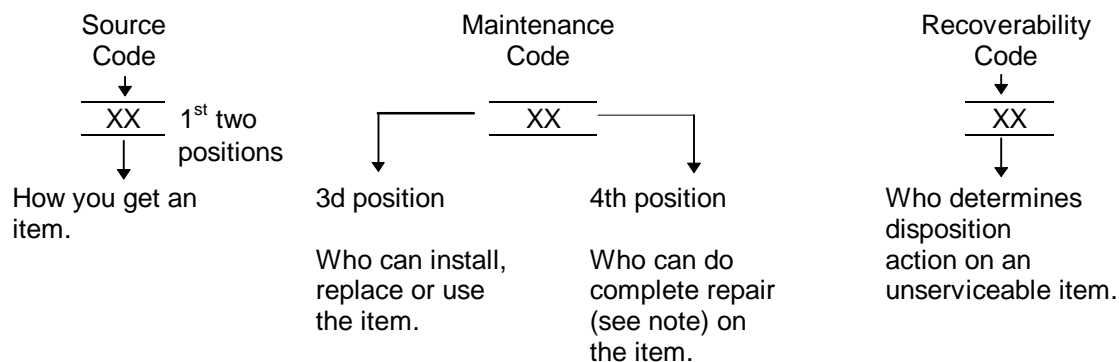 Source
Code
XX
1st two
positions
How you get an
item.
Maintenance
Code
XX
3d position
Who can install,
replace or use
the item.
4th position
Who can do
complete repair
(see note) on
the item.
Recoverability
Code
XX
Who determines
disposition
action on an
unserviceable item.